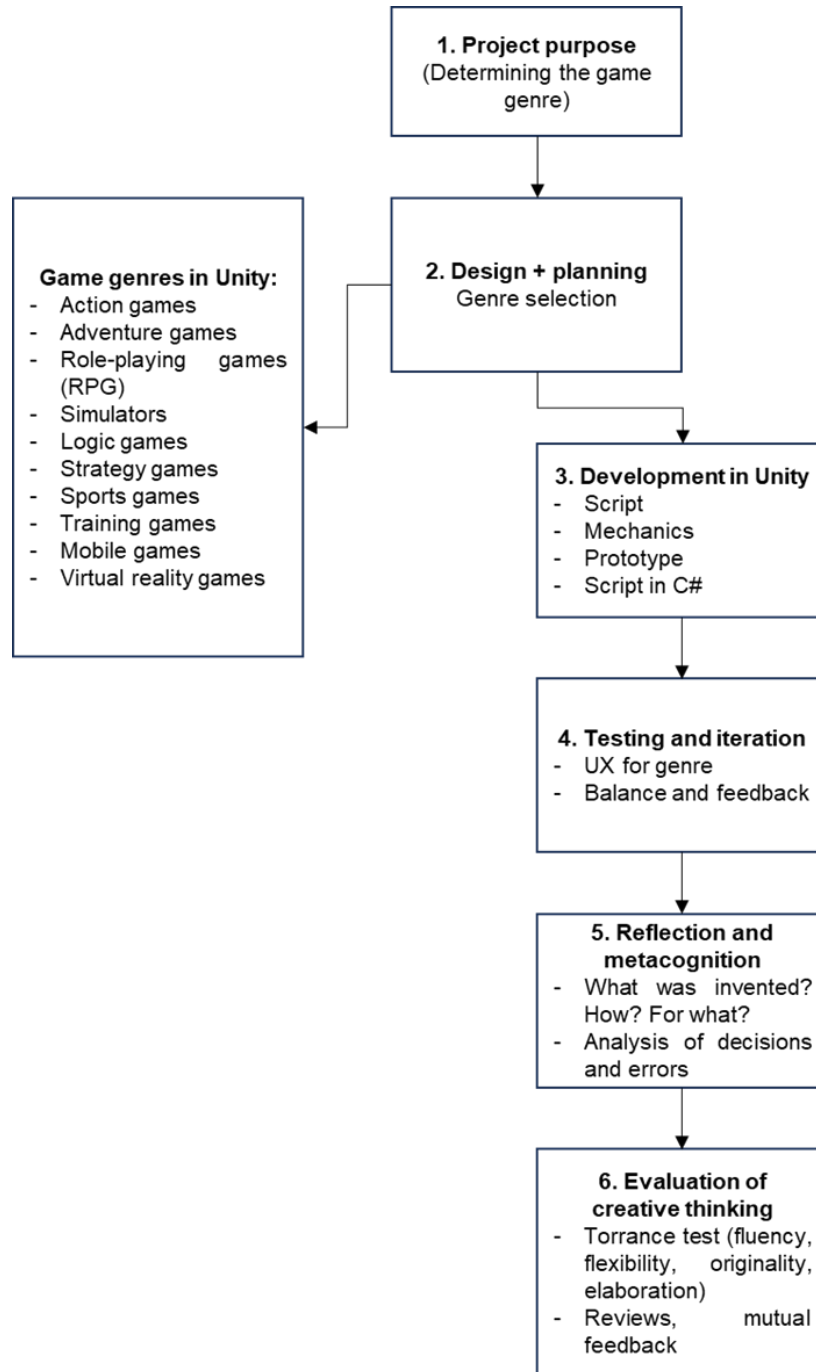 1. Project purpose
(Determining the game
genre)
2. Design + planning
Genre selection
Game genres in Unity:
- Action games
- Adventure games
- Role-playing games
(RPG)
- Simulators
- Logic games
- Strategy games
- Sports games
- Training games
- Mobile games
- Virtual reality games
3. Development in Unity
- Script
- Mechanics
- Prototype
- Script in C#
4. Testing and iteration
- UX for genre
- Balance and feedback
5. Reflection and
metacognition
- What was invented?
How? For what?
- Analysis of decisions
and errors
6. Evaluation of
creative thinking
- Torrance test (fluency,
flexibility, originality,
elaboration)
- Reviews, mutual
feedback